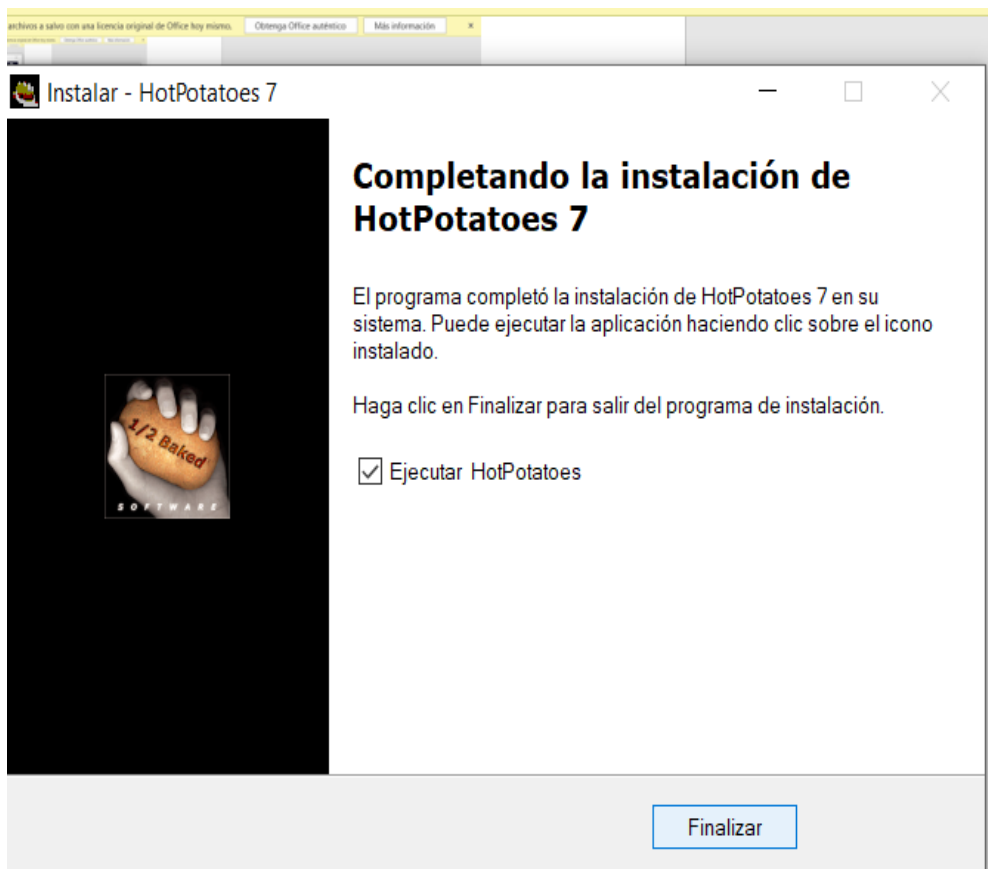 archivos a salvo con una licencia original de Office hoy mismo. Obtenga Office auténtico Más información ×
Instalar - HotPotatoes 7
Completando la instalación de
HotPotatoes 7
El programa completó la instalación de HotPotatoes 7 en su
sistema. Puede ejecutar la aplicación haciendo clic sobre el icono
instalado.
Haga clic en Finalizar para salir del programa de instalación.
1/2 Baked
SOFTWARE
Ejecutar HotPotatoes
Finalizar